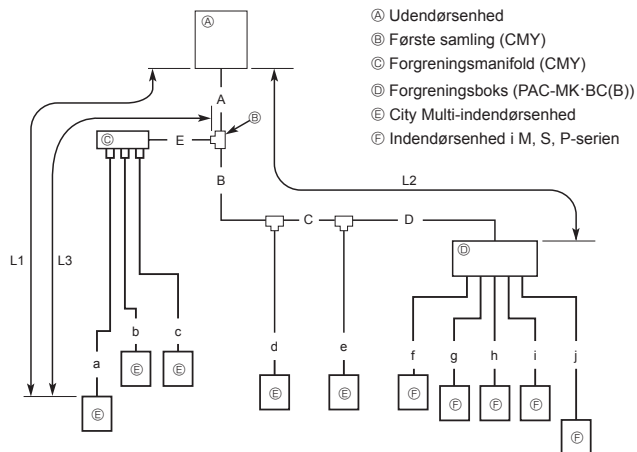 Ⓐ
Ⓐ Udendørsenhed
Ⓑ Første samling (CMY)
Ⓒ Forgreningsmanifold (CMY)
Ⓓ Forgreningsboks (PAC-MK·BC(B))
Ⓔ City Multi-indendørsenhed
Ⓕ Indendørsenhed i M, S, P-serien
A
Ⓑ
Ⓒ
E
B
L2
C
D
Ⓓ
L1
L3
a
b
c
d
e
f
g
h
i
j
Ⓔ
Ⓔ
Ⓔ
Ⓔ
Ⓔ
Ⓕ
Ⓕ
Ⓕ
Ⓕ
Ⓕ